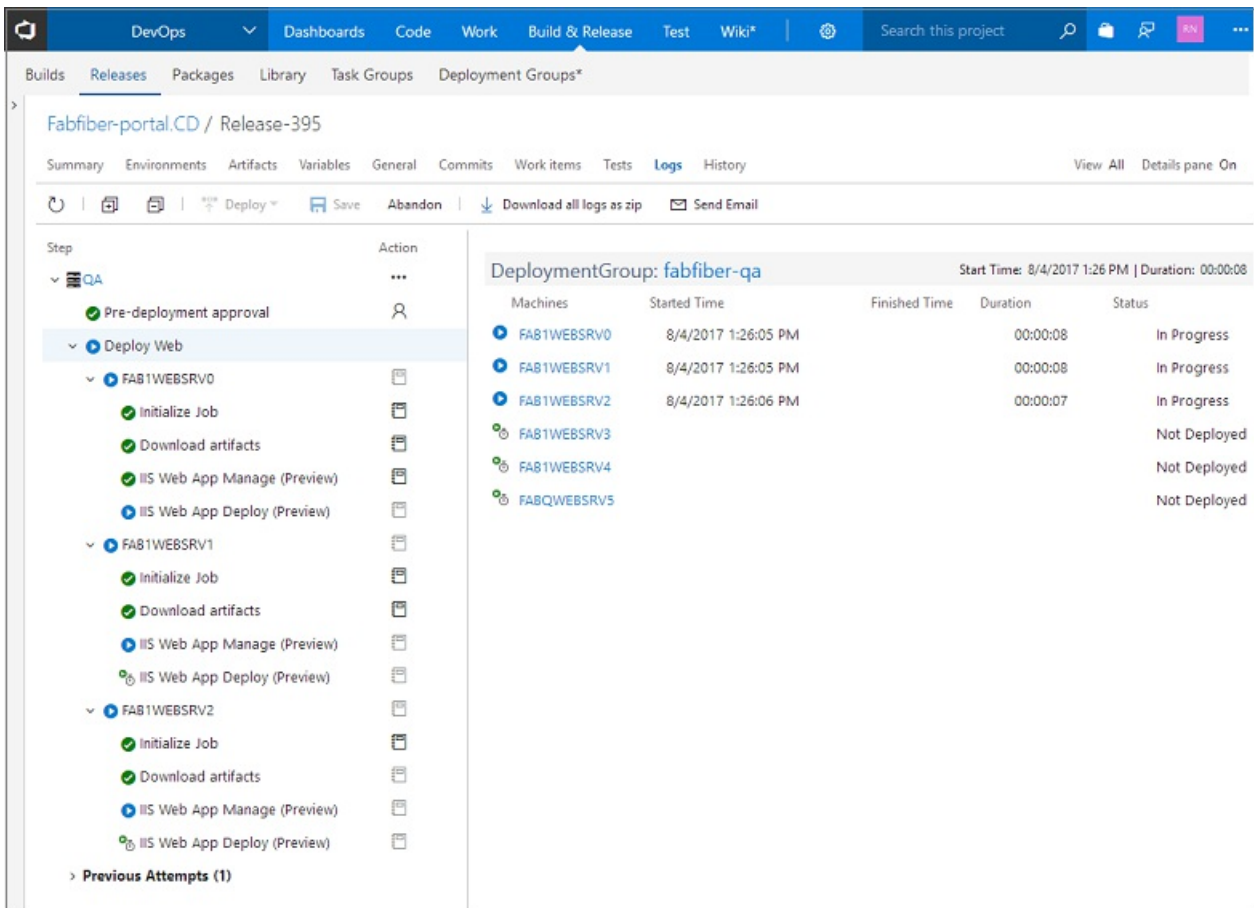 DevOps Dashboards Code Work Build & Release Test Wiki* Search this project RN ...
Builds Releases Packages Library Task Groups Deployment Groups*
Fabfiber-portal.CD / Release-395
Summary Environments Artifacts Variables General Commits Work items Tests Logs History View All Details pane On
Deploy Save Abandon Download all logs as zip Send Email
Step Action
QA ...
Pre-deployment approval
Deploy Web
FAB1WEBSRV0
Initialize Job
Download artifacts
IIS Web App Manage (Preview)
IIS Web App Deploy (Preview)
FAB1WEBSRV1
Initialize Job
Download artifacts
IIS Web App Manage (Preview)
IIS Web App Deploy (Preview)
FAB1WEBSRV2
Initialize Job
Download artifacts
IIS Web App Manage (Preview)
IIS Web App Deploy (Preview)
Previous Attempts (1)
DeploymentGroup: fabfiber-qa Start Time: 8/4/2017 1:26 PM | Duration: 00:00:08
Machines Started Time Finished Time Duration Status
FAB1WEBSRV0 8/4/2017 1:26:05 PM 00:00:08 In Progress
FAB1WEBSRV1 8/4/2017 1:26:05 PM 00:00:08 In Progress
FAB1WEBSRV2 8/4/2017 1:26:06 PM 00:00:07 In Progress
FAB1WEBSRV3 Not Deployed
FAB1WEBSRV4 Not Deployed
FABQWEBSRV5 Not Deployed